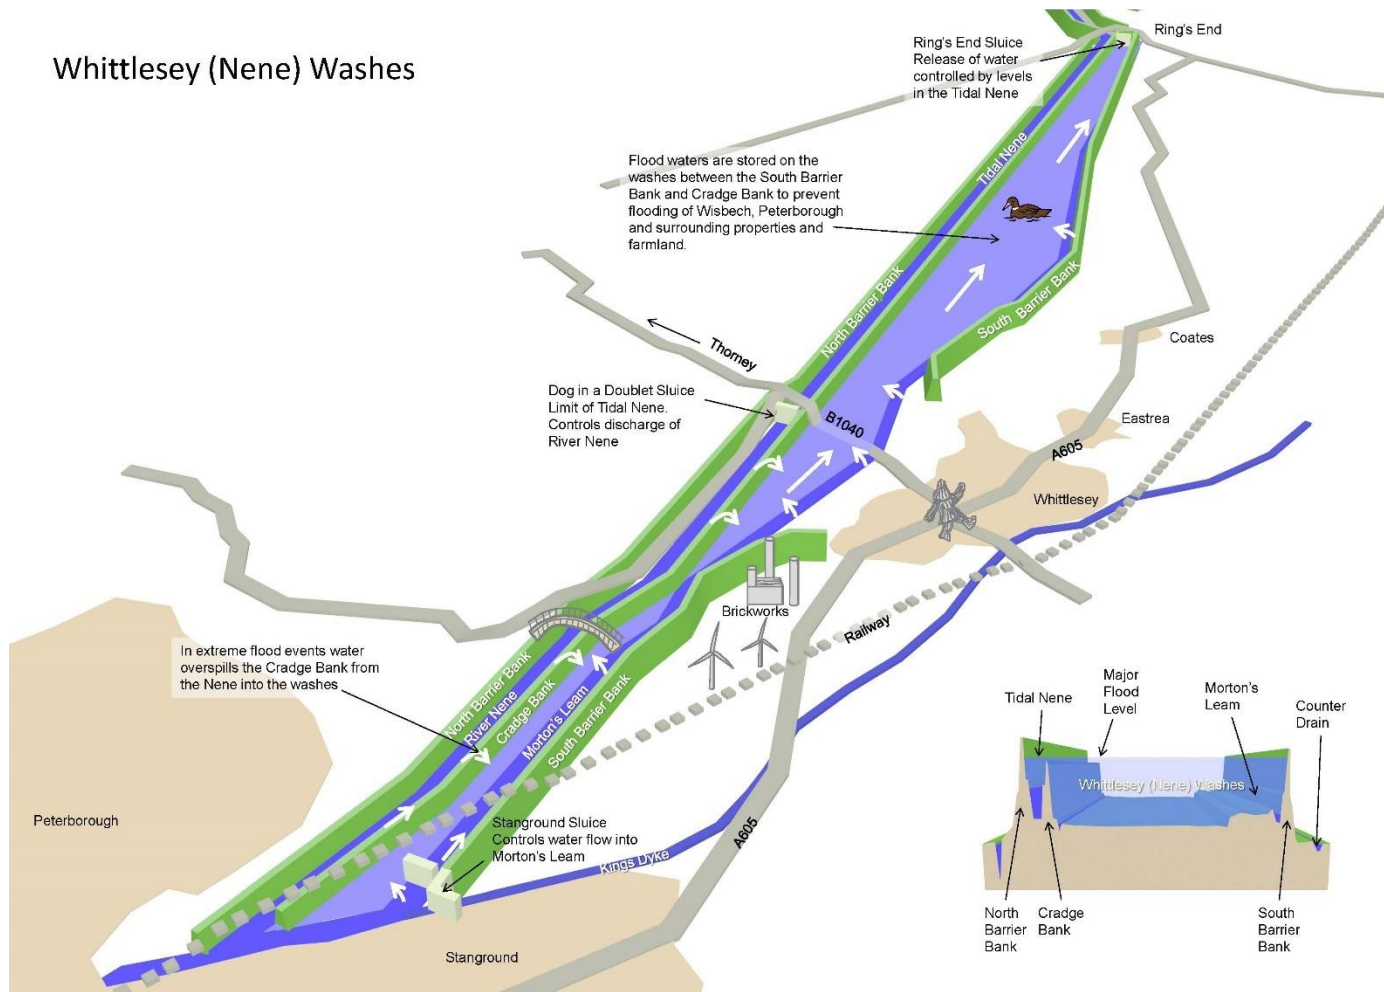 Whittlesey (Nene) Washes
Ring's End
Ring's End Sluice
Release of water
controlled by levels
in the Tidal Nene
Flood waters are stored on the
washes between the South Barrier
Bank and Cradge Bank to prevent
flooding of Wisbech, Peterborough
and surrounding properties and
farmland.
Tidal Nene
North Barrier Bank
South Barrier Bank
Thorney
Coates
Dog in a Doublet Sluice
Limit of Tidal Nene.
Controls discharge of
River Nene
B1040
Eastrea
A605
Whittlesey
Brickworks
Railway
In extreme flood events water
overspills the Cradge Bank from
the Nene into the washes
North Barrier Bank
River Nene
Cradge Bank
Morton's Leam
South Barrier Bank
Peterborough
Stanground Sluice
Controls water flow into
Morton's Leam
Kings Dyke
A605
Stanground
Tidal Nene
Major
Flood
Level
Morton's
Leam
Counter
Drain
Whittlesey (Nene) Washes
North
Barrier
Bank
Cradge
Bank
South
Barrier
Bank